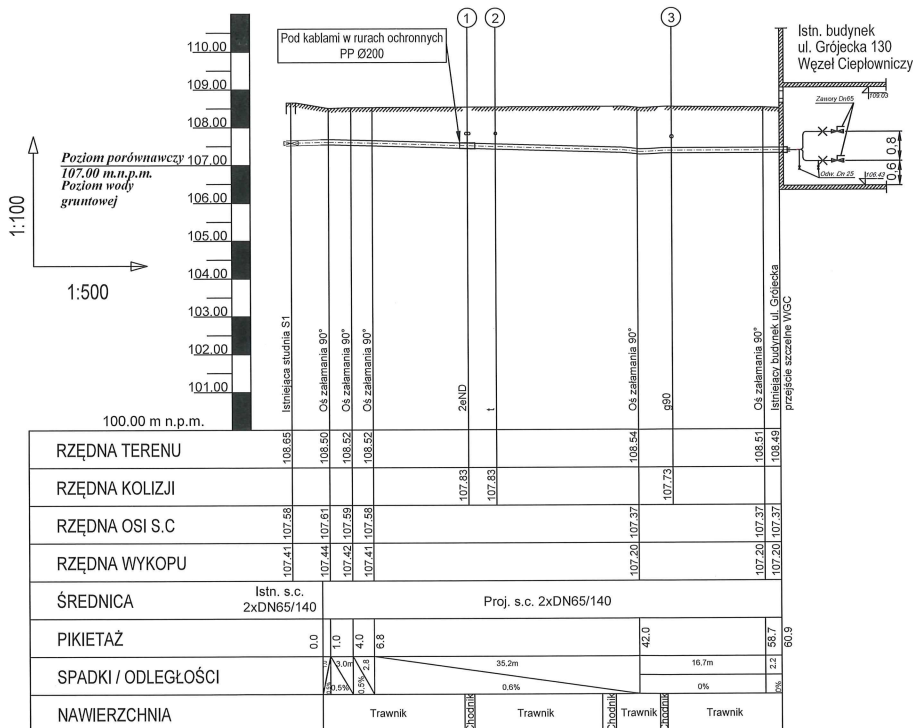 110.00
109.00
108.00
107.00
106.00
105.00
104.00
103.00
102.00
101.00
100.00 m n.p.m.
Poziom porównawczy
107.00 m.n.p.m.
Poziom wody
gruntowej
1:100
1:500
Pod kablami w rurach ochronnych
PP Ø200
1
2
3
Istn. budynek
ul. Grójecka 130
Węzeł Ciepłowniczy
109.03
Zawory Dn65
Odw. Dn 25
106.43
0,8
0,6
Istniejąca studnia S1
Oś załamania 90°
Oś załamania 90°
Oś załamania 90°
2eND
t
Oś załamania 90°
g90
Oś załamania 90°
Istniejący budynek ul. Grójecka
przejście szczelne WGC
RZĘDNA TERENU
108.65
108.50
108.52
108.52
108.54
108.51
108.49
RZĘDNA KOLIZJI
107.83
107.83
107.73
RZĘDNA OSI S.C
107.58
107.61
107.59
107.58
107.37
107.37
107.37
RZĘDNA WYKOPU
107.41
107.44
107.42
107.41
107.20
107.20
107.20
ŚREDNICA
Istn. s.c.
2xDN65/140
Proj. s.c. 2xDN65/140
PIKIETAŻ
0.0
1.0
4.0
6.8
42.0
58.7
60.9
SPADKI / ODLEGŁOŚCI
3.0m
0.5%
2.8
0.5%
35.2m
0.6%
16.7m
0%
2.2
0%
NAWIERZCHNIA
Trawnik
Chodnik
Trawnik
Chodnik
Trawnik
Chodnik
Trawnik